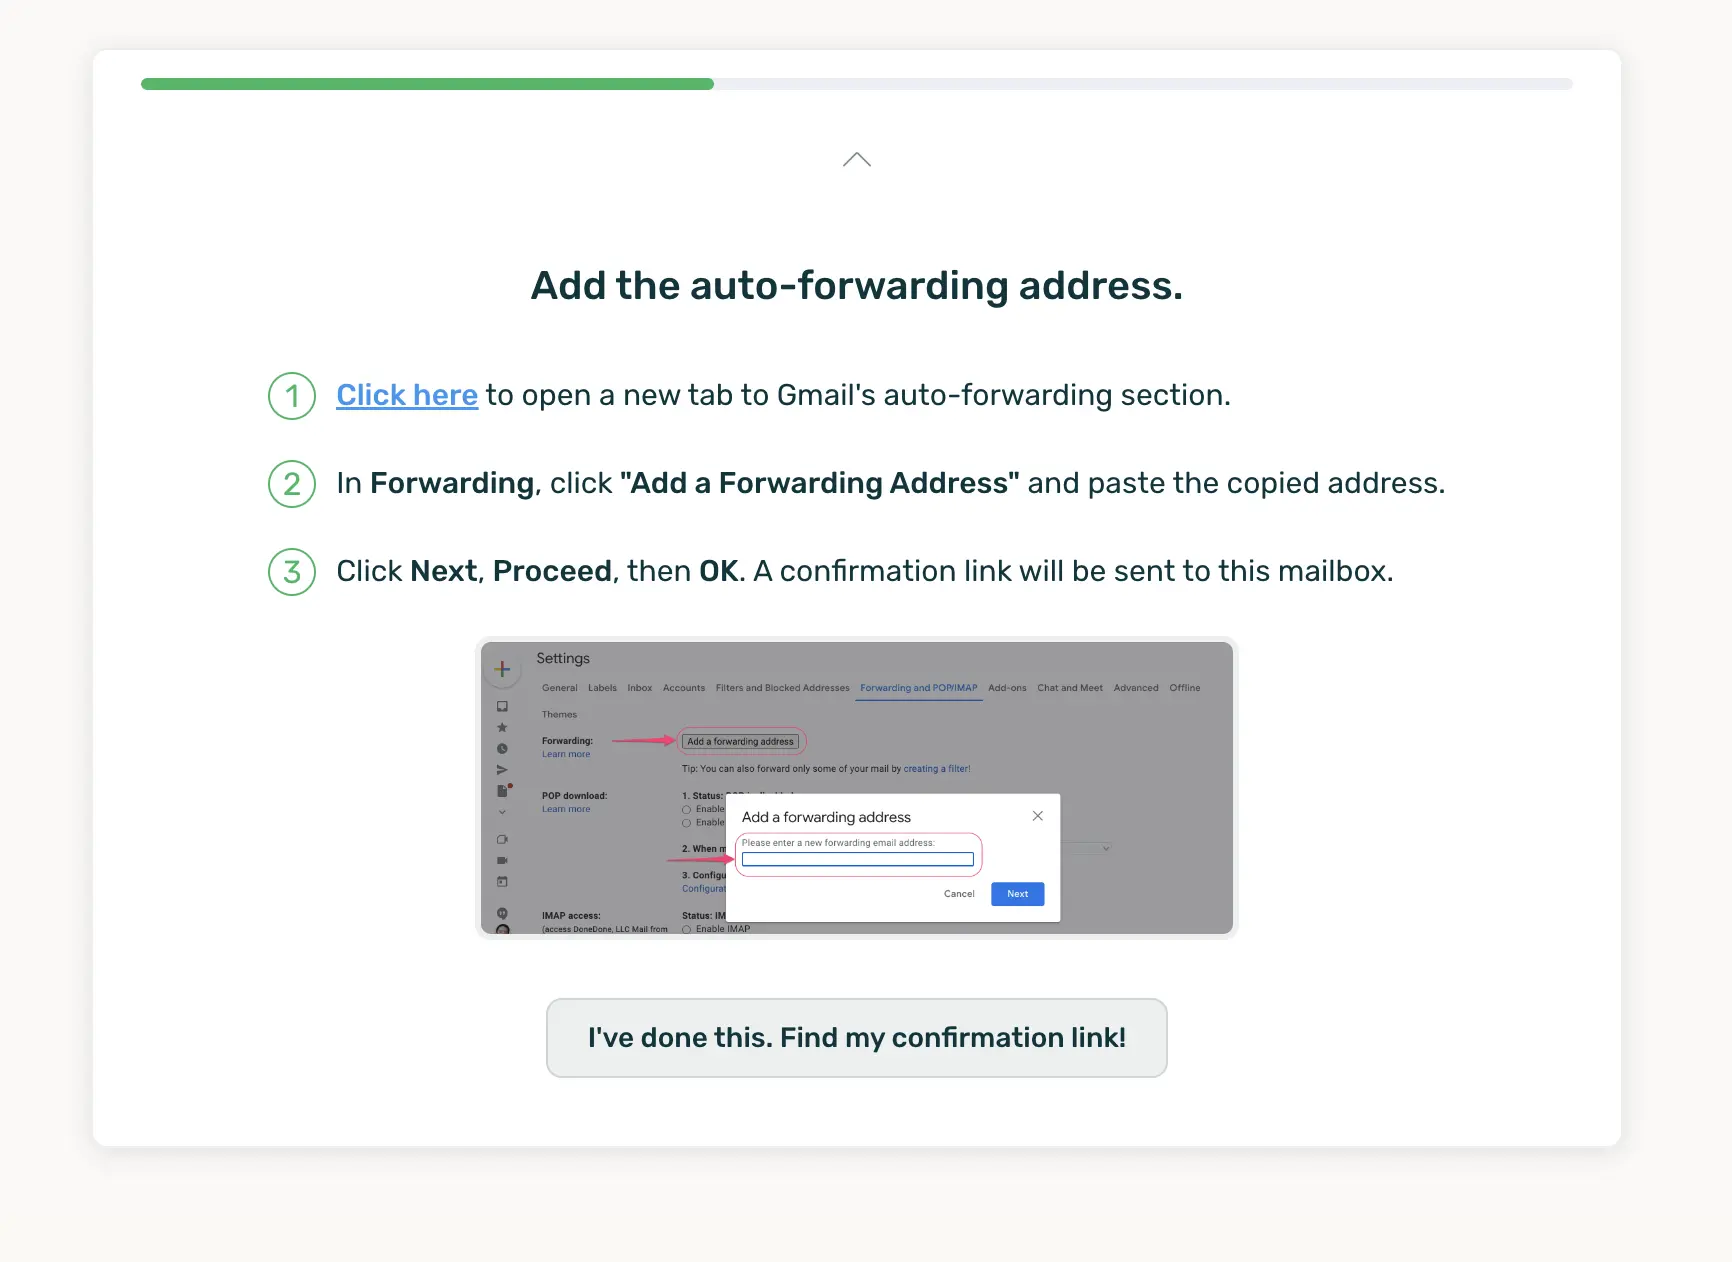 Add the auto-forwarding address.
1 Click here to open a new tab to Gmail's auto-forwarding section.
2 In Forwarding, click "Add a Forwarding Address" and paste the copied address.
3 Click Next, Proceed, then OK. A confirmation link will be sent to this mailbox.
Settings
General Labels Inbox Accounts Filters and Blocked Addresses Forwarding and POP/IMAP Add-ons Chat and Meet Advanced Offline
Themes
Forwarding: Add a forwarding address
Learn more
Tip: You can also forward only some of your mail by creating a filter!
POP download: 1. Status:
Learn more Enable
Enable
Add a forwarding address
Please enter a new forwarding email address:
2. When m
3. Configu
Configurat
Cancel Next
IMAP access: Status: IM
(access DoneDone, LLC Mail from Enable IMAP
I've done this. Find my confirmation link!